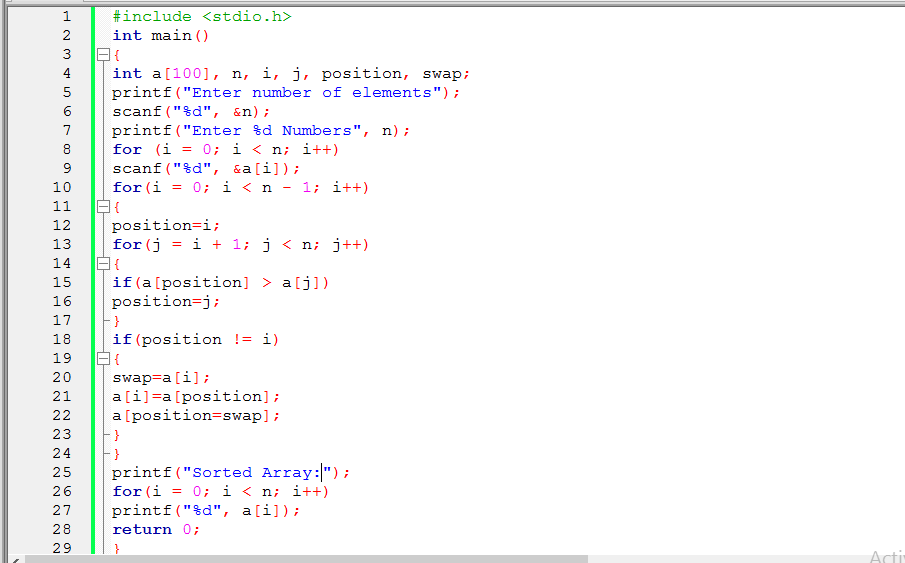 1 #include <stdio.h>
2 int main()
3 {
4 int a[100], n, i, j, position, swap;
5 printf("Enter number of elements");
6 scanf("%d", &n);
7 printf("Enter %d Numbers", n);
8 for (i = 0; i < n; i++)
9 scanf("%d", &a[i]);
10 for(i = 0; i < n - 1; i++)
11 {
12 position=i;
13 for(j = i + 1; j < n; j++)
14 {
15 if(a[position] > a[j])
16 position=j;
17 }
18 if(position != i)
19 {
20 swap=a[i];
21 a[i]=a[position];
22 a[position=swap];
23 }
24 }
25 printf("Sorted Array:");
26 for(i = 0; i < n; i++)
27 printf("%d", a[i]);
28 return 0;
29 }